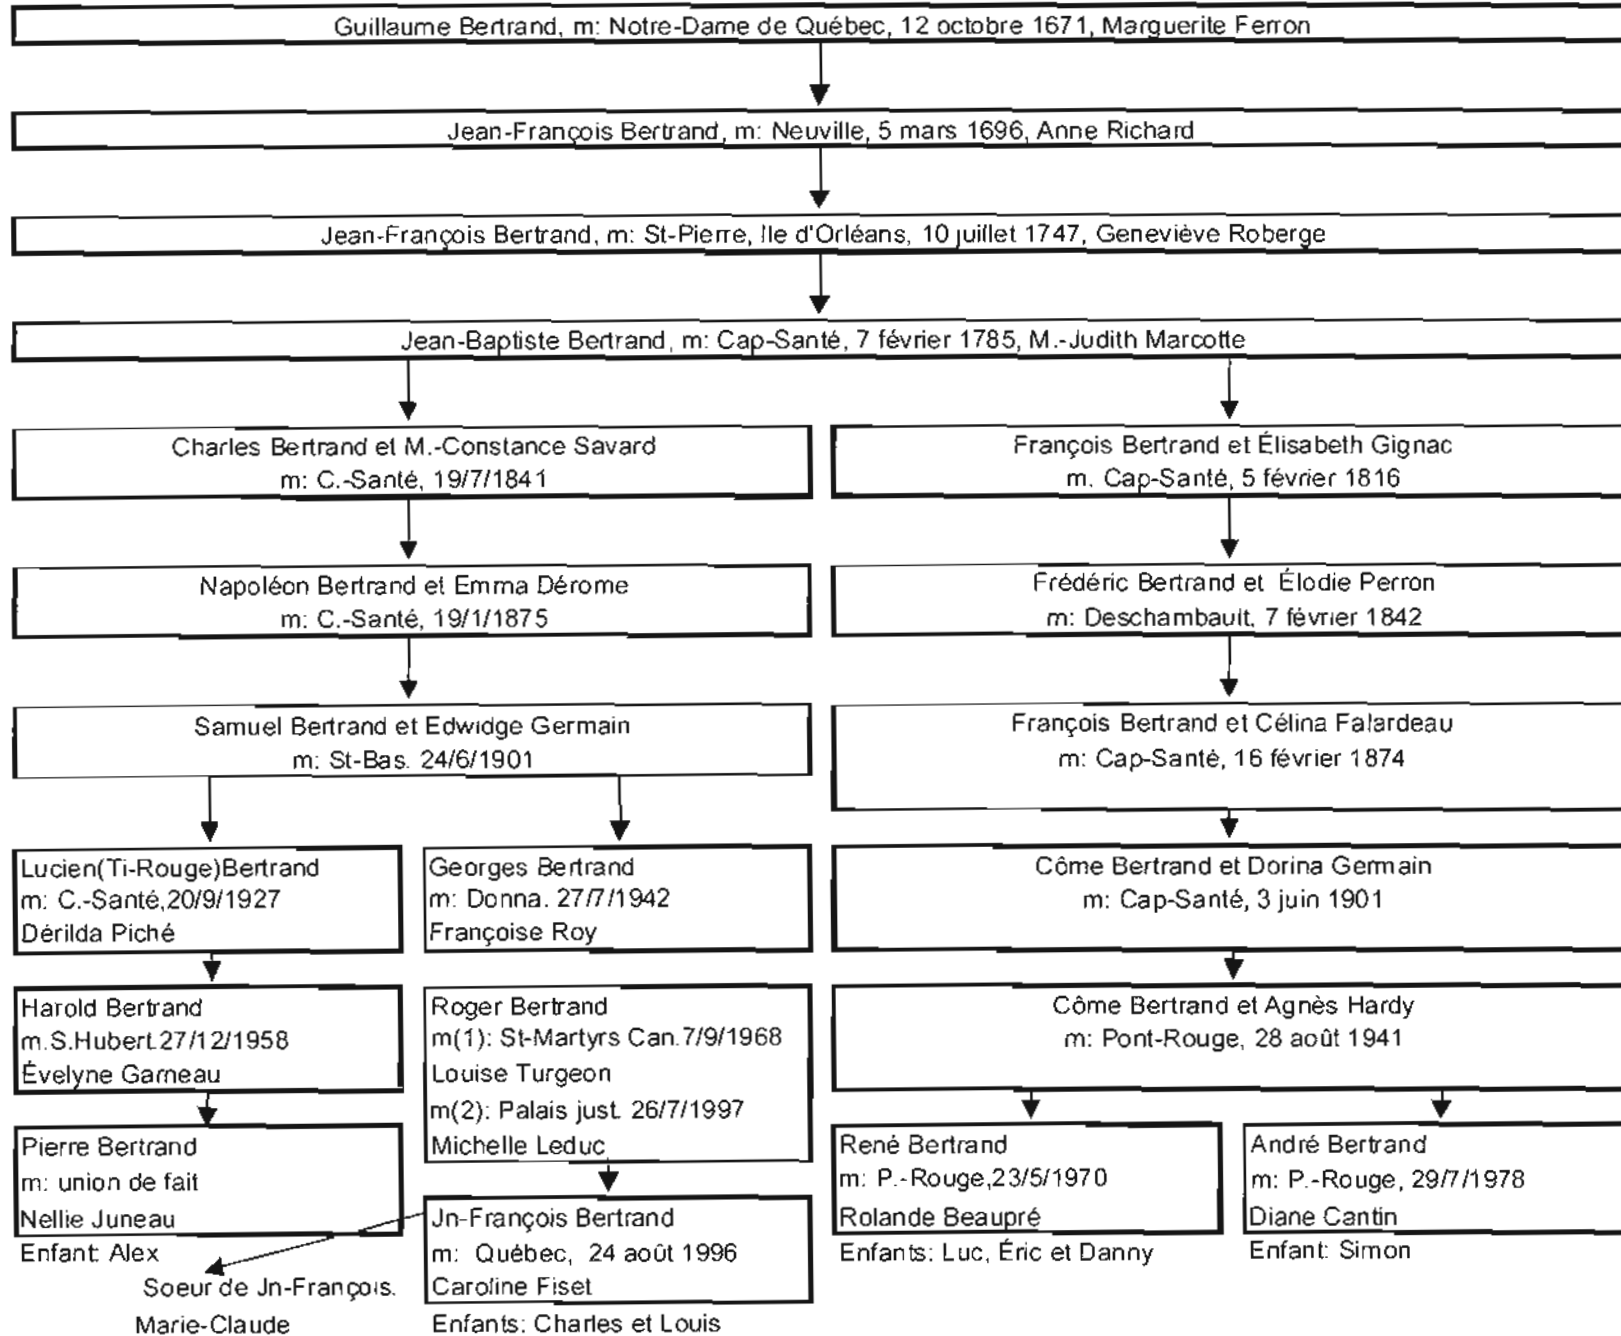 Guillaume Bertrand, m: Notre-Dame de Québec, 12 octobre 1671, Marguerite Ferron
Jean-François Bertrand, m: Neuville, 5 mars 1696, Anne Richard
Jean-François Bertrand, m: St-Pierre, Ile d'Orléans, 10 juillet 1747, Geneviève Roberge
Jean-Baptiste Bertrand, m: Cap-Santé, 7 février 1785, M.-Judith Marcotte
Charles Bertrand et M.-Constance Savard
m: C.-Santé, 19/7/1841
François Bertrand et Élisabeth Gignac
m. Cap-Santé, 5 février 1816
Napoléon Bertrand et Emma Dérome
m: C.-Santé, 19/1/1875
Frédéric Bertrand et Élodie Perron
m: Deschambault, 7 février 1842
Samuel Bertrand et Edwidge Germain
m: St-Bas. 24/6/1901
François Bertrand et Célina Falardeau
m: Cap-Santé, 16 février 1874
Lucien(Ti-Rouge)Bertrand
m: C.-Santé,20/9/1927
Dérilda Piché
Georges Bertrand
m: Donna. 27/7/1942
Françoise Roy
Côme Bertrand et Dorina Germain
m: Cap-Santé, 3 juin 1901
Harold Bertrand
m.S.Hubert.27/12/1958
Évelyne Garneau
Roger Bertrand
m(1): St-Martyrs Can.7/9/1968
Louise Turgeon
m(2): Palais just. 26/7/1997
Michelle Leduc
Côme Bertrand et Agnès Hardy
m: Pont-Rouge, 28 août 1941
Pierre Bertrand
m: union de fait
Nellie Juneau
Enfant: Alex
Jn-François Bertrand
m: Québec, 24 août 1996
Caroline Fiset
Enfants: Charles et Louis
Soeur de Jn-François.
Marie-Claude
René Bertrand
m: P.-Rouge,23/5/1970
Rolande Beaupré
Enfants: Luc, Éric et Danny
André Bertrand
m: P.-Rouge, 29/7/1978
Diane Cantin
Enfant: Simon